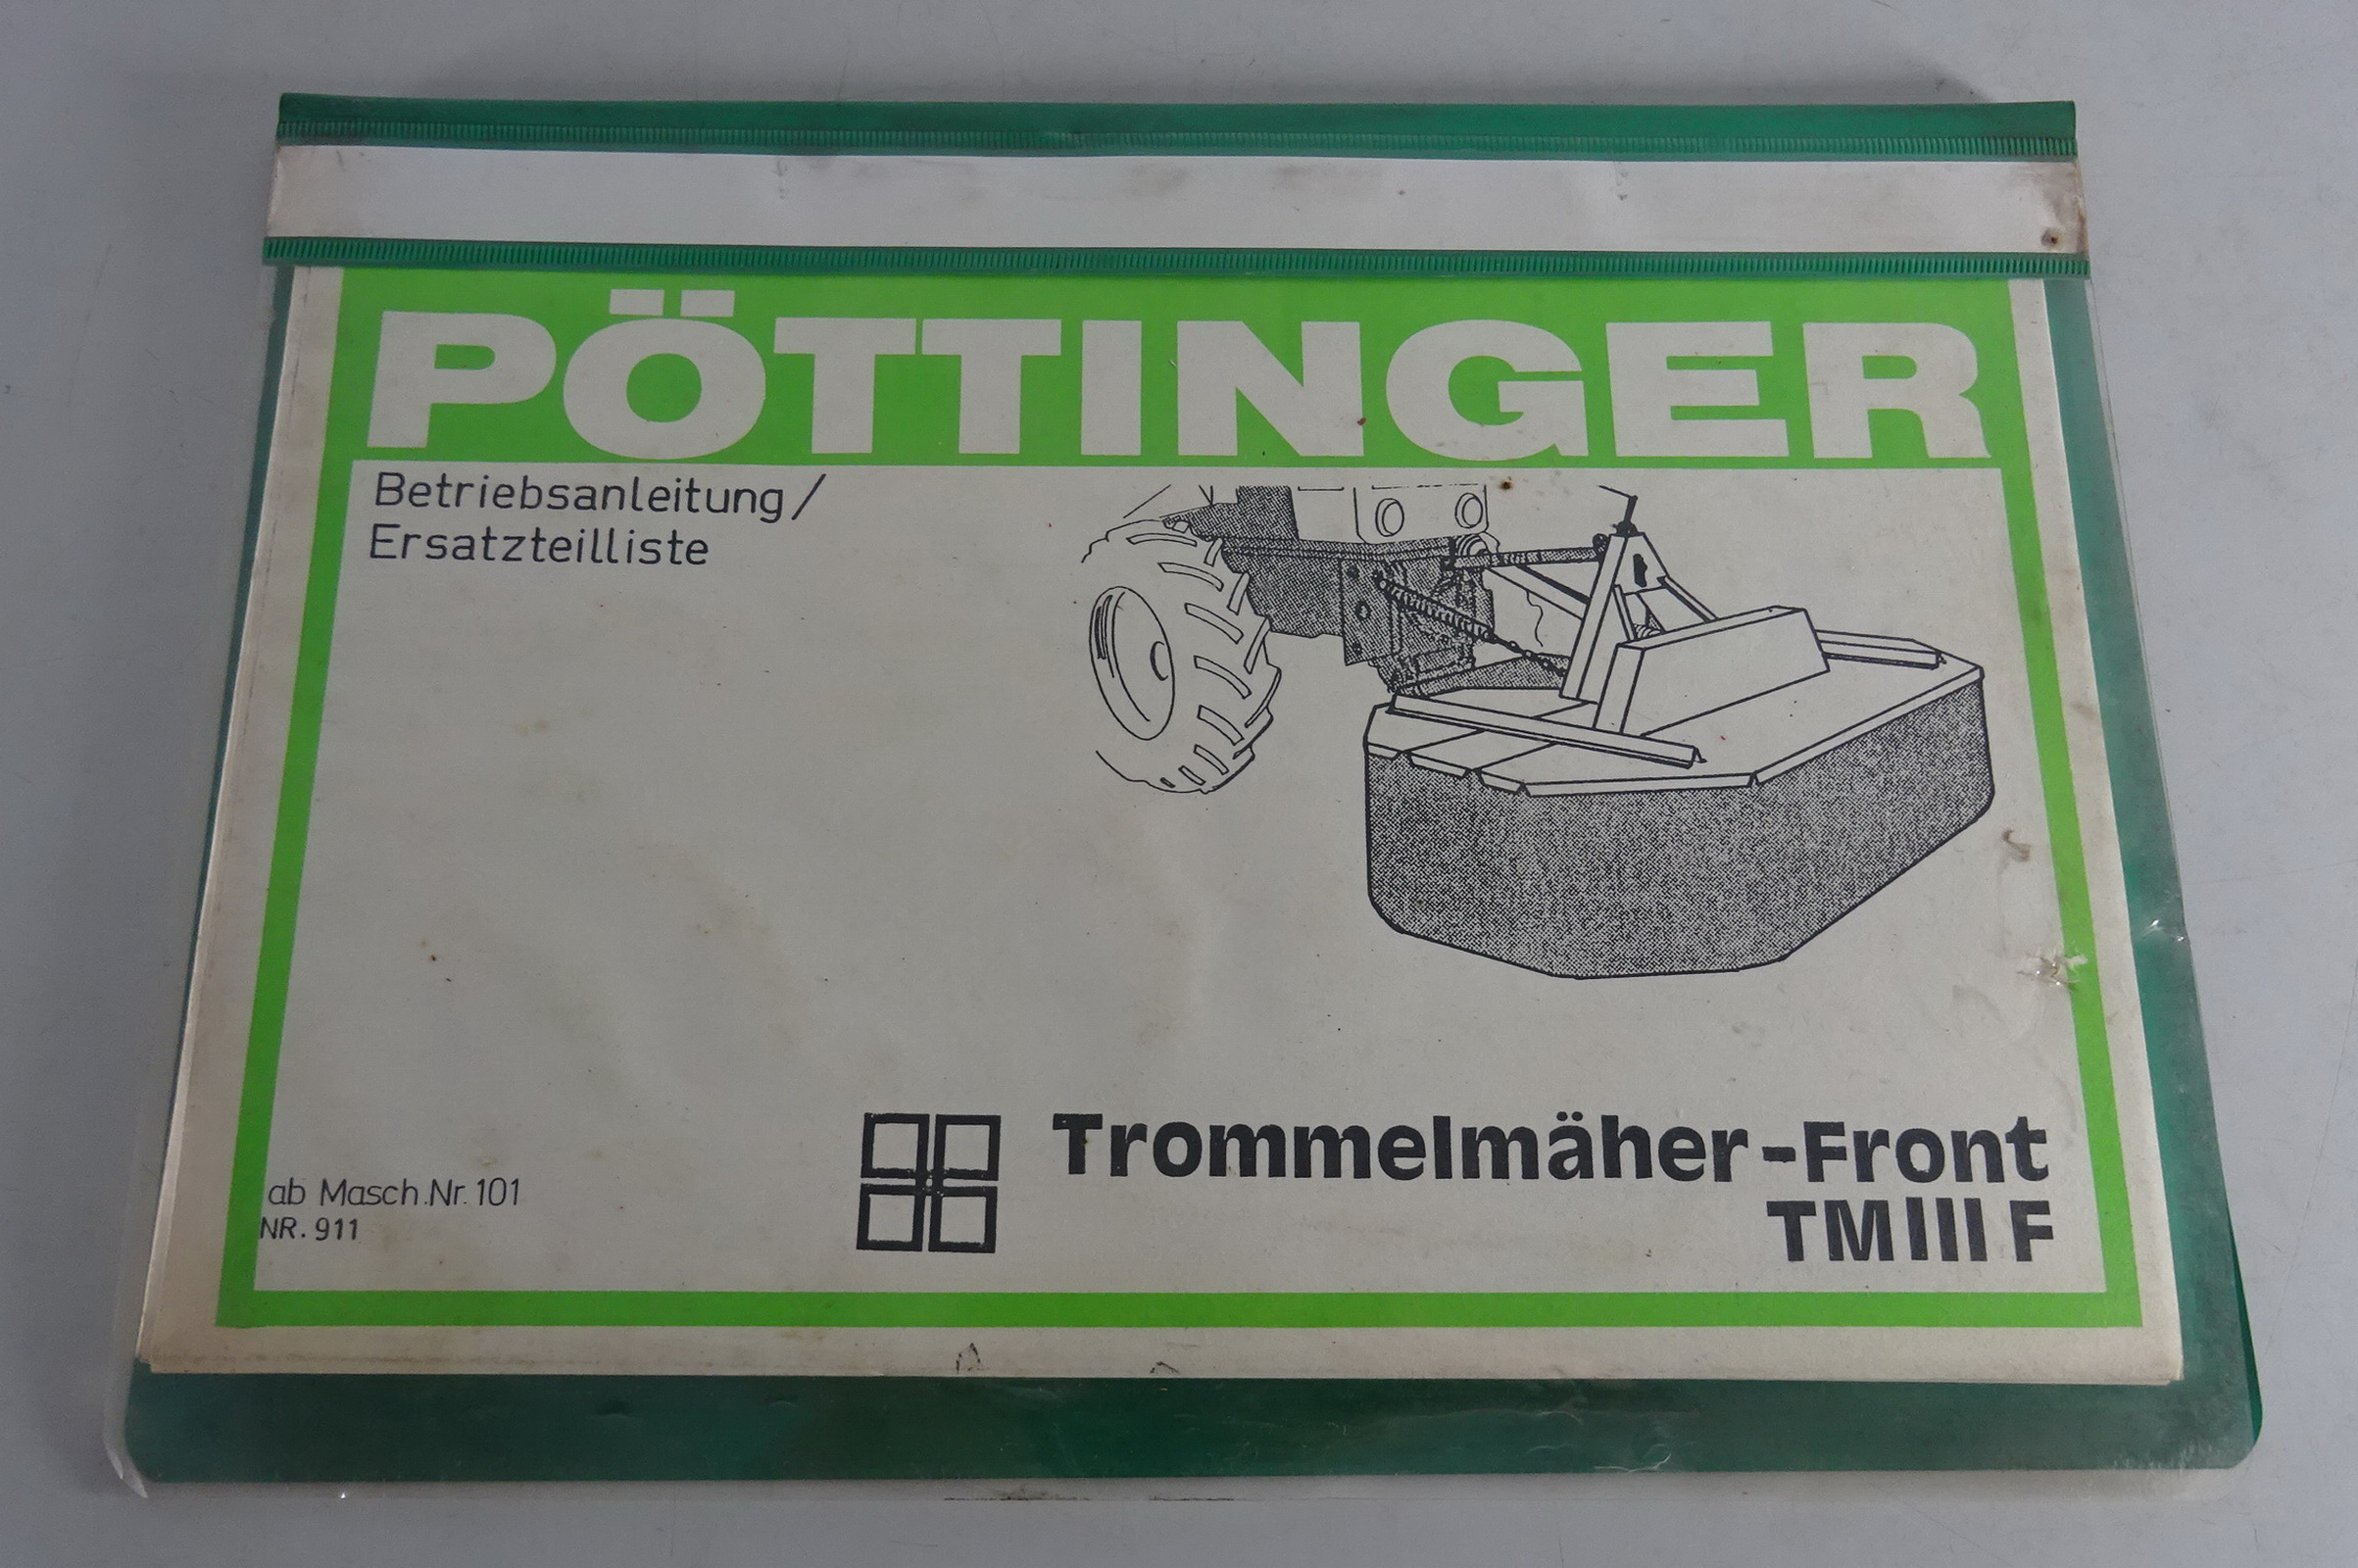 PÖTTINGER
Betriebsanleitung/
Ersatzteilliste
Trommelmäher-Front
TM III F
ab Masch.Nr. 101
NR. 911